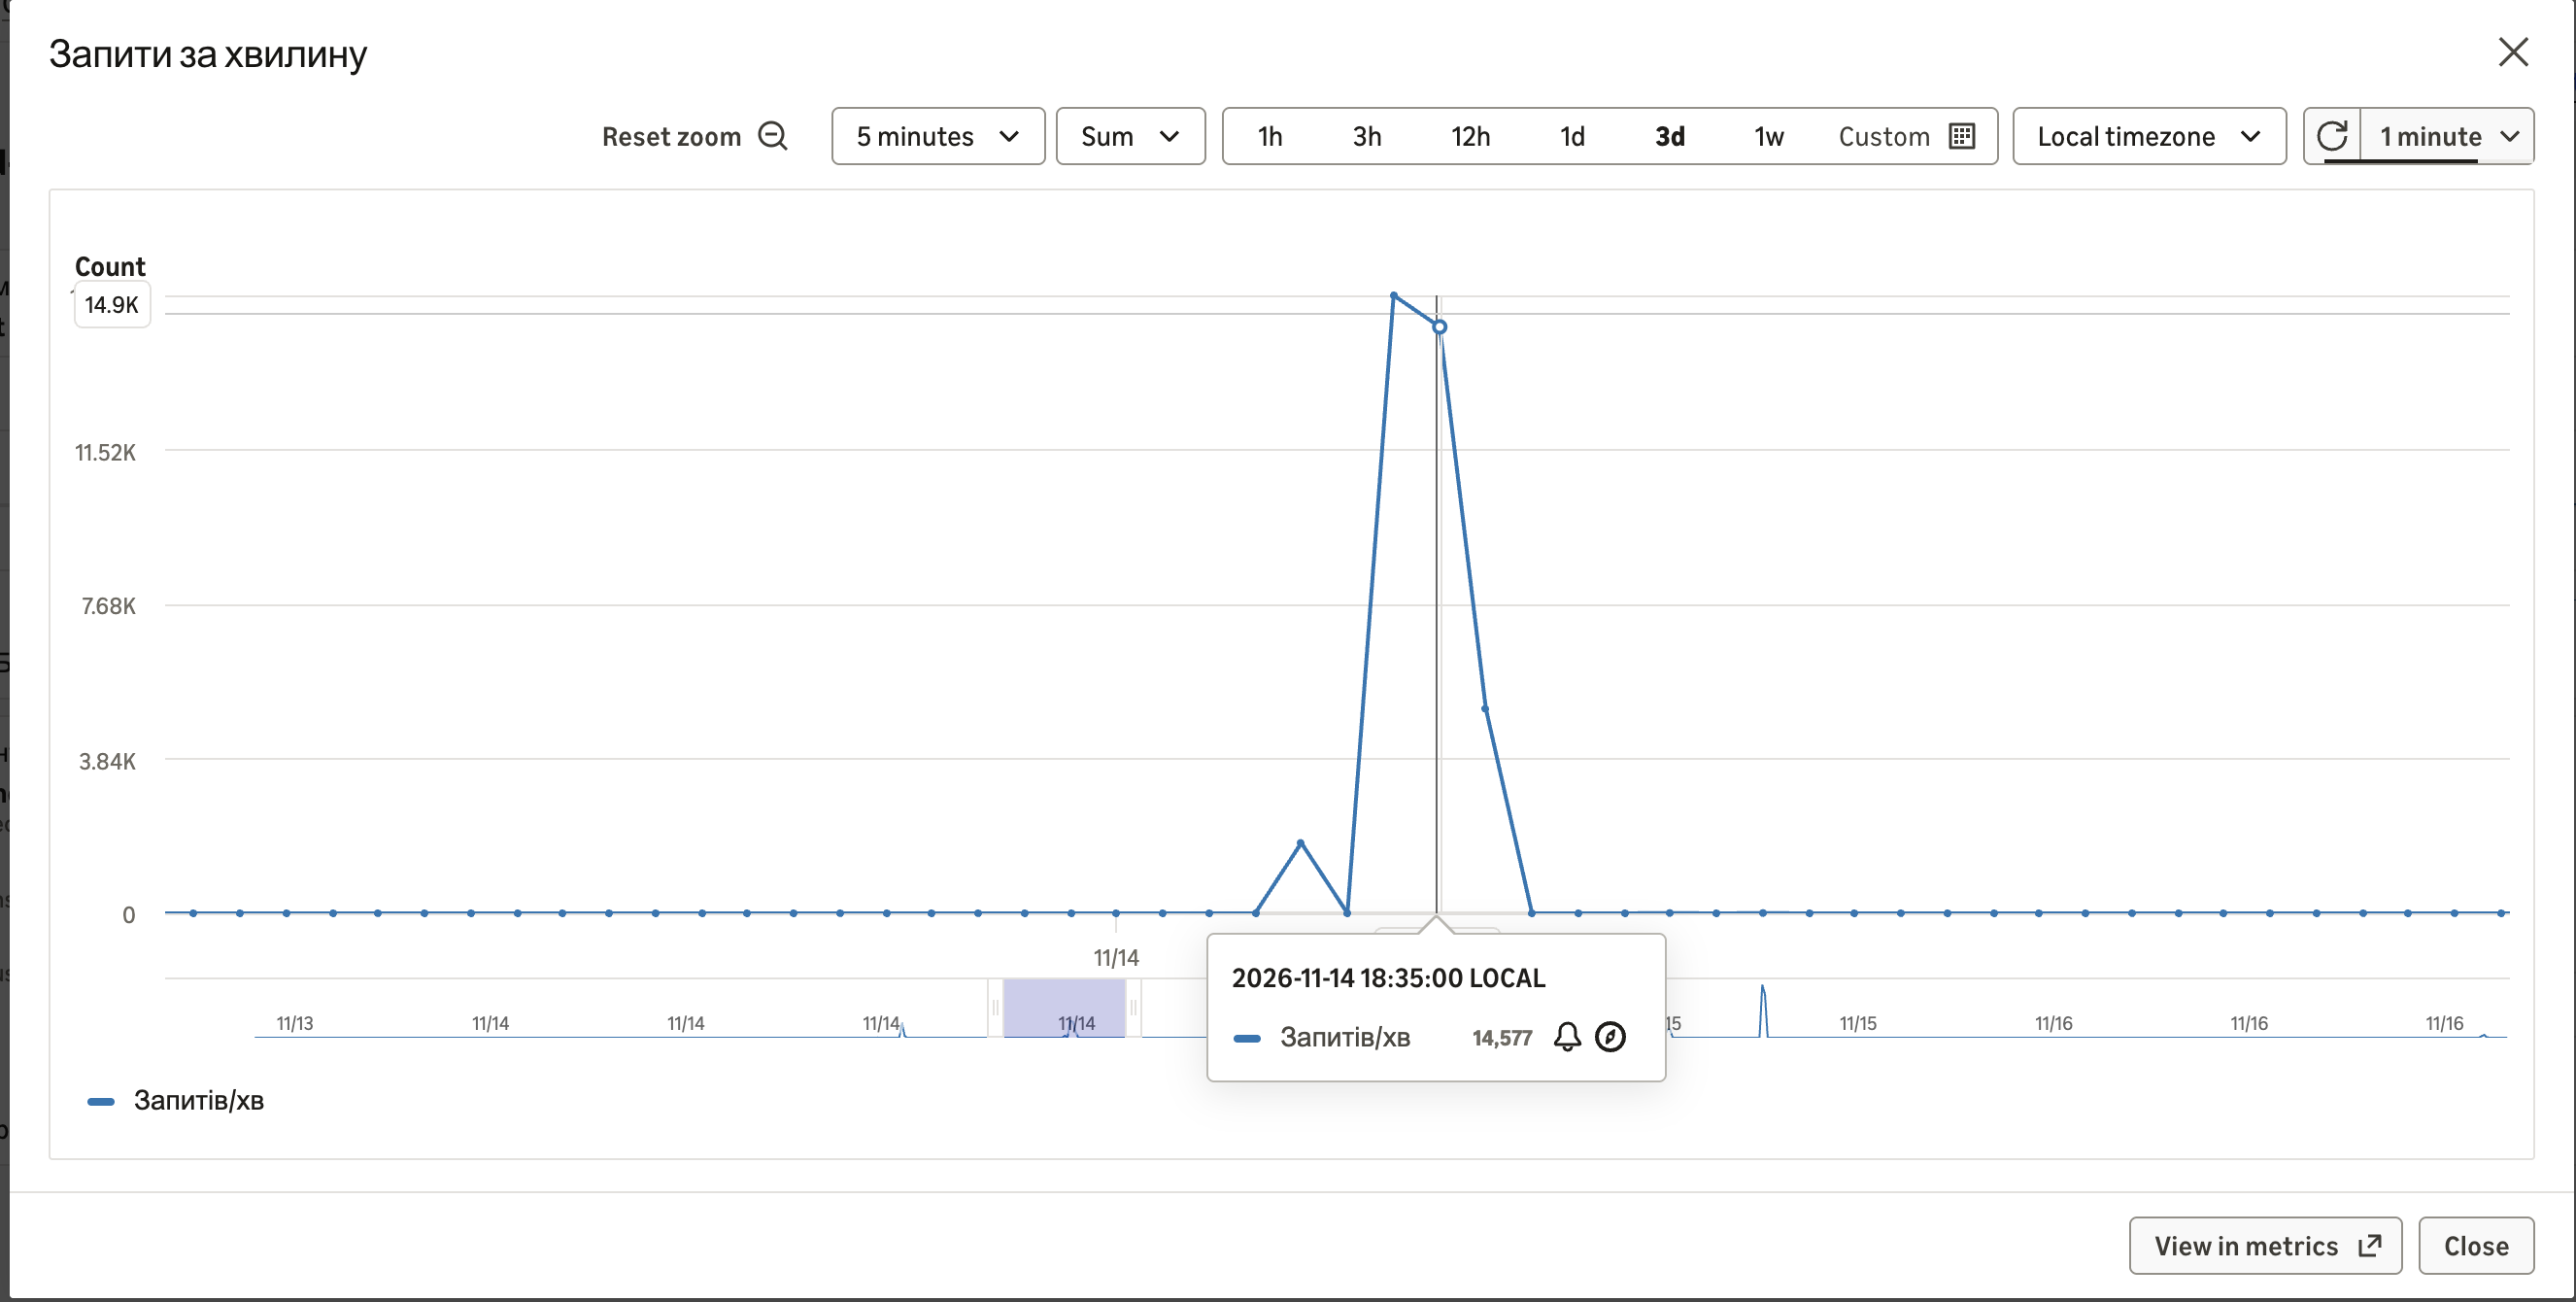 Запити за хвилину
Reset zoom 5 minutes Sum 1h 3h 12h 1d 3d 1w Custom Local timezone 1 minute
Count
14.9K
11.52K
7.68K
3.84K
0
11/14
11/13 11/14 11/14 11/14 11/14 15 11/15 11/16 11/16 11/16
2026-11-14 18:35:00 LOCAL
Запитів/хв 14,577
Запитів/хв
View in metrics Close